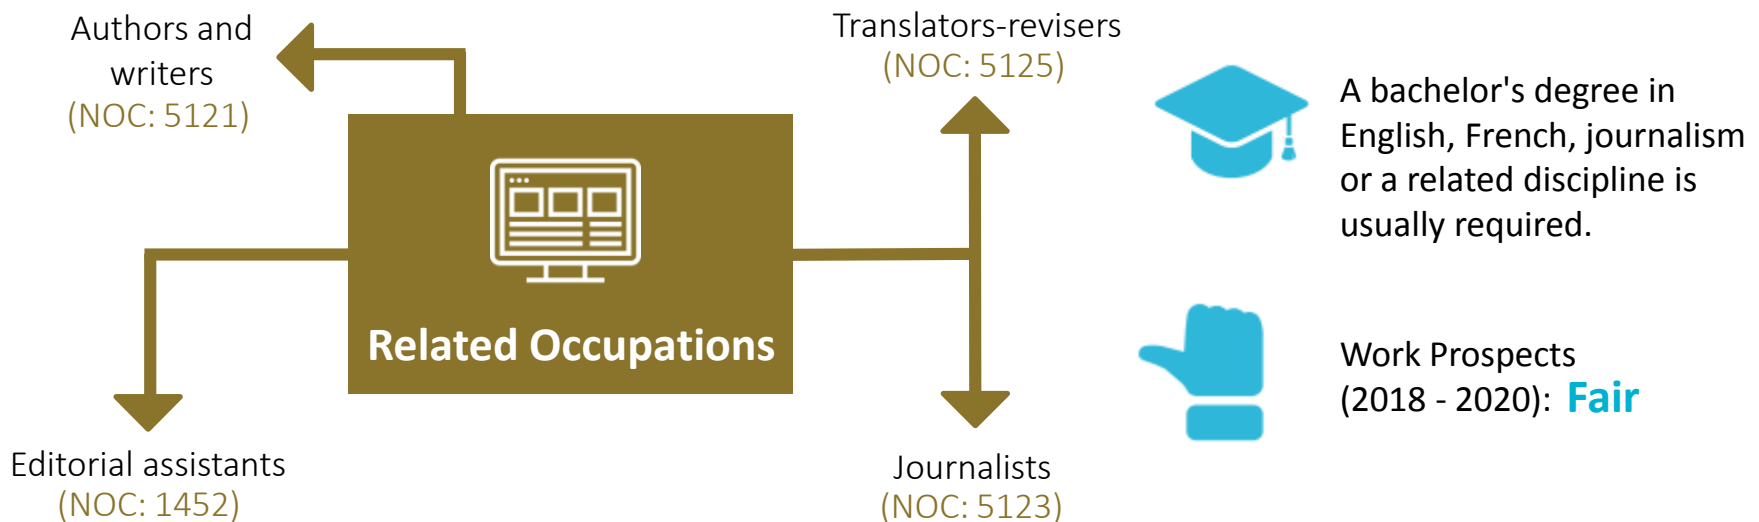 Authors and
writers
(NOC: 5121)
Translators-revisers
(NOC: 5125)
Related Occupations
Editorial assistants
(NOC: 1452)
Journalists
(NOC: 5123)
A bachelor's degree in
English, French, journalism
or a related discipline is
usually required.
Work Prospects
(2018 - 2020): Fair